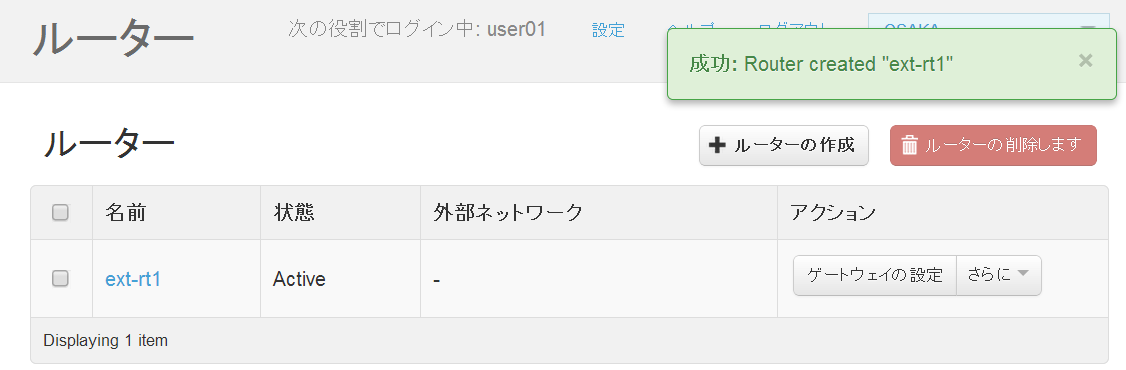 ルーター
次の役割でログイン中: user01 設定
成功: Router created "ext-rt1" ×
ルーター
ルーターの作成 ルーターの削除します
名前 状態 外部ネットワーク アクション
ext-rt1 Active - ゲートウェイの設定 さらに
Displaying 1 item